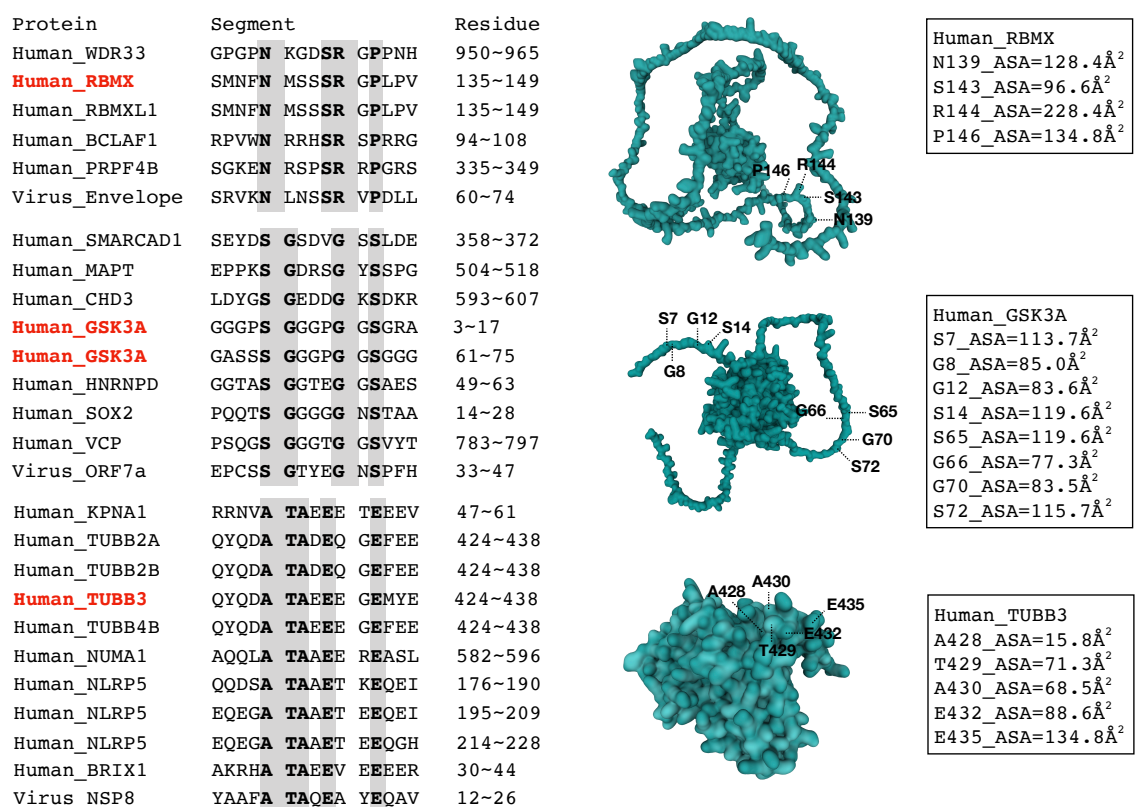 Protein Segment Residue
Human_WDR33 GPGPN KGDSR GPPNH 950~965
Human_RBMX SMNFN MSSSR GPLPV 135~149
Human_RBMXL1 SMNFN MSSSR GPLPV 135~149
Human_BCLAF1 RPVWN RRHSR SPRRG 94~108
Human_PRPF4B SGKEN RSPSR RPGRS 335~349
Virus_Envelope SRVKN LNSSR VPDLL 60~74
Human_SMARCAD1 SEYDS GSDVG SSLDE 358~372
Human_MAPT EPPKS GDRSG YSSPG 504~518
Human_CHD3 LDYGS GEDDG KSDKR 593~607
Human_GSK3A GGGPS GGGPG GSGRA 3~17
Human_GSK3A GASSS GGGPG GSGGG 61~75
Human_HNRNPD GGTAS GGTEG GSAES 49~63
Human_SOX2 PQQTS GGGGG NSTAA 14~28
Human_VCP PSQGS GGGTG GSVYT 783~797
Virus_ORF7a EPCSS GTYEG NSPFH 33~47
Human_KPNA1 RRNVA TAEEE TEEEV 47~61
Human_TUBB2A QYQDA TADEQ GEFEE 424~438
Human_TUBB2B QYQDA TADEQ GEFEE 424~438
Human_TUBB3 QYQDA TAEEE GEMYE 424~438
Human_TUBB4B QYQDA TAEEE GEFEE 424~438
Human_NUMA1 AQQLA TAAEE REASL 582~596
Human_NLRP5 QQDSA TAAET KEQEI 176~190
Human_NLRP5 EQEGA TAAET EEQEI 195~209
Human_NLRP5 EQEGA TAAET EEQGH 214~228
Human_BRIX1 AKRHA TAEEV EEEER 30~44
Virus NSP8 YAAFA TAQEA YEQAV 12~26
P146 R144
S143
N139
Human_RBMX
N139_ASA=128.4Å²
S143_ASA=96.6Å²
R144_ASA=228.4Å²
P146_ASA=134.8Å²
S7 G12 S14
G8
G66 S65
G70
S72
Human_GSK3A
S7_ASA=113.7Å²
G8_ASA=85.0Å²
G12_ASA=83.6Å²
S14_ASA=119.6Å²
S65_ASA=119.6Å²
G66_ASA=77.3Å²
G70_ASA=83.5Å²
S72_ASA=115.7Å²
A428 A430
E435
E432
T429
Human_TUBB3
A428_ASA=15.8Å²
T429_ASA=71.3Å²
A430_ASA=68.5Å²
E432_ASA=88.6Å²
E435_ASA=134.8Å²